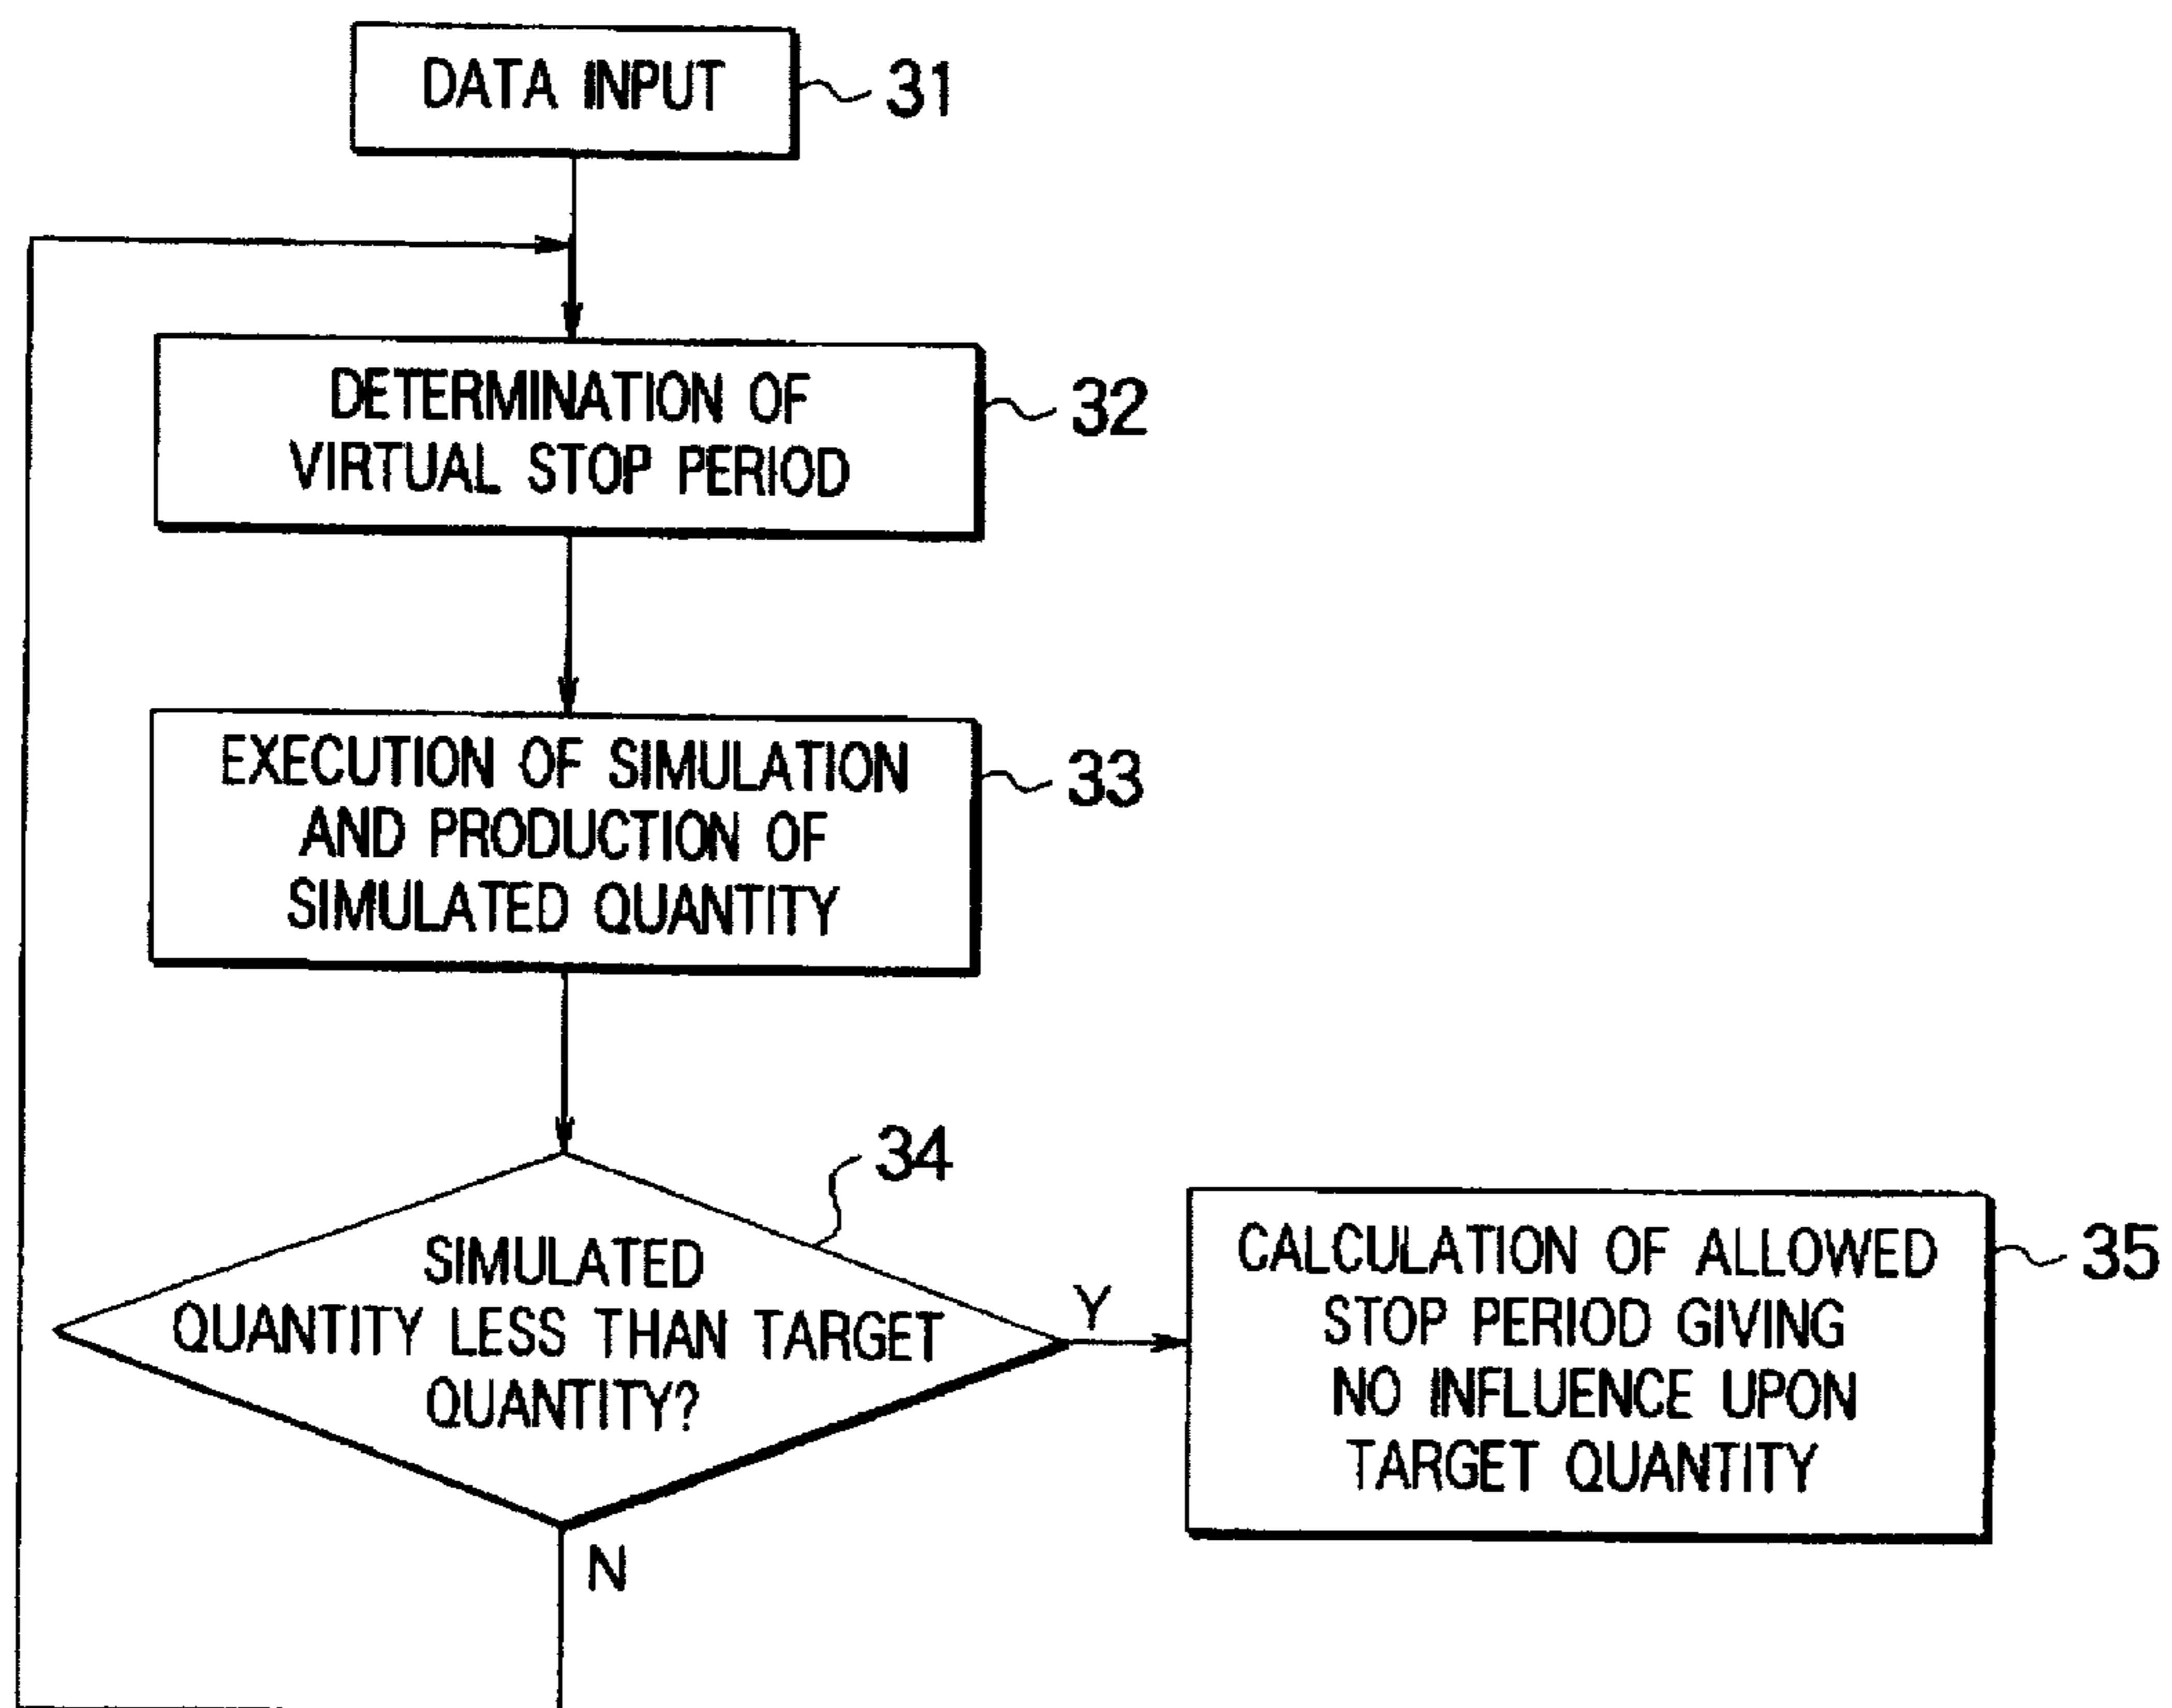 DATA INPUT
31
DETERMINATION OF
VIRTUAL STOP PERIOD
32
EXECUTION OF SIMULATION
AND PRODUCTION OF
SIMULATED QUANTITY
33
34
SIMULATED
QUANTITY LESS THAN TARGET
QUANTITY?
Y
N
CALCULATION OF ALLOWED
STOP PERIOD GIVING
NO INFLUENCE UPON
TARGET QUANTITY
35